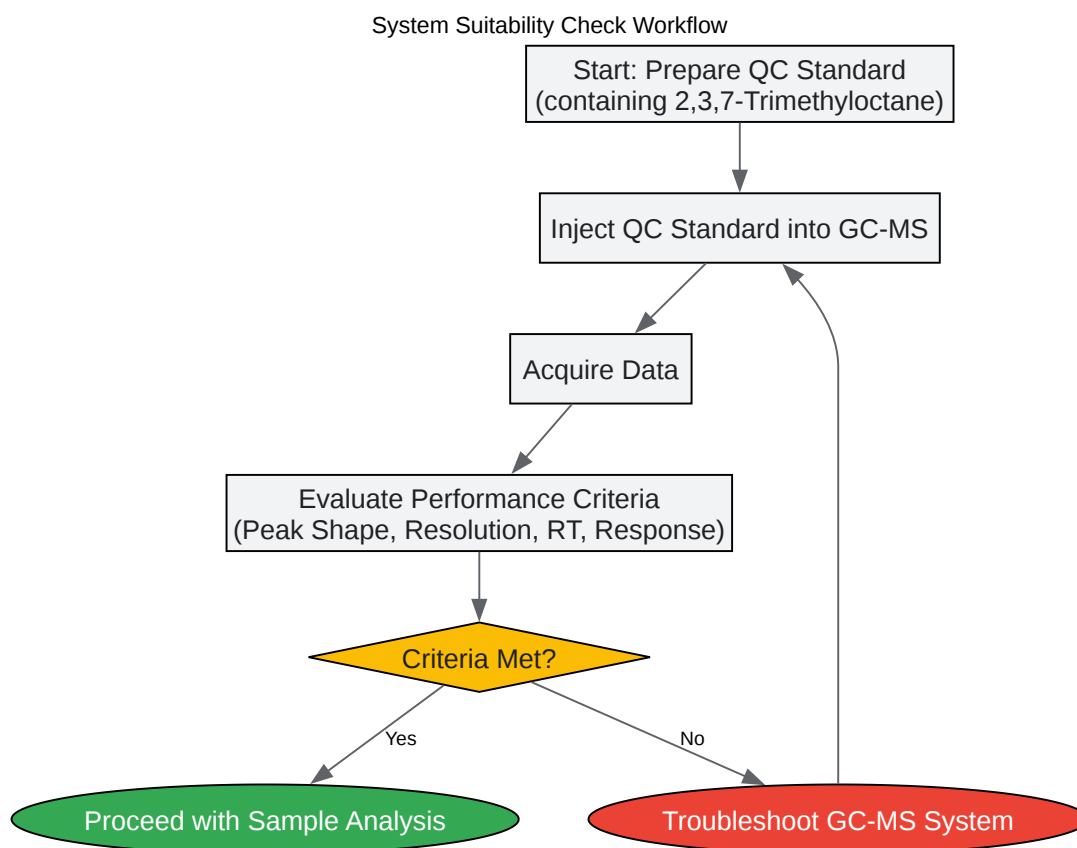 System Suitability Check Workflow
Start: Prepare QC Standard
(containing 2,3,7-Trimethyloctane)
Inject QC Standard into GC-MS
Acquire Data
Evaluate Performance Criteria
(Peak Shape, Resolution, RT, Response)
Criteria Met?
Yes
No
Proceed with Sample Analysis
Troubleshoot GC-MS System